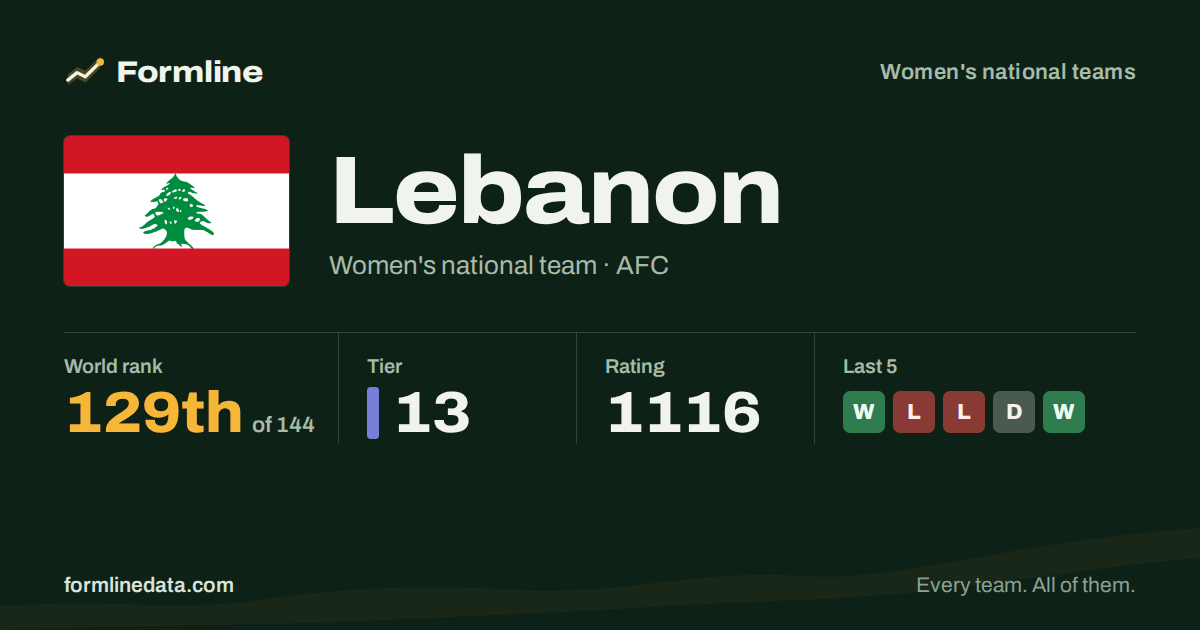 Formline
Women's national teams
Lebanon
Women's national team · AFC
World rank
129th of 144
Tier
13
Rating
1116
Last 5
W L L D W
formlinedata.com
Every team. All of them.